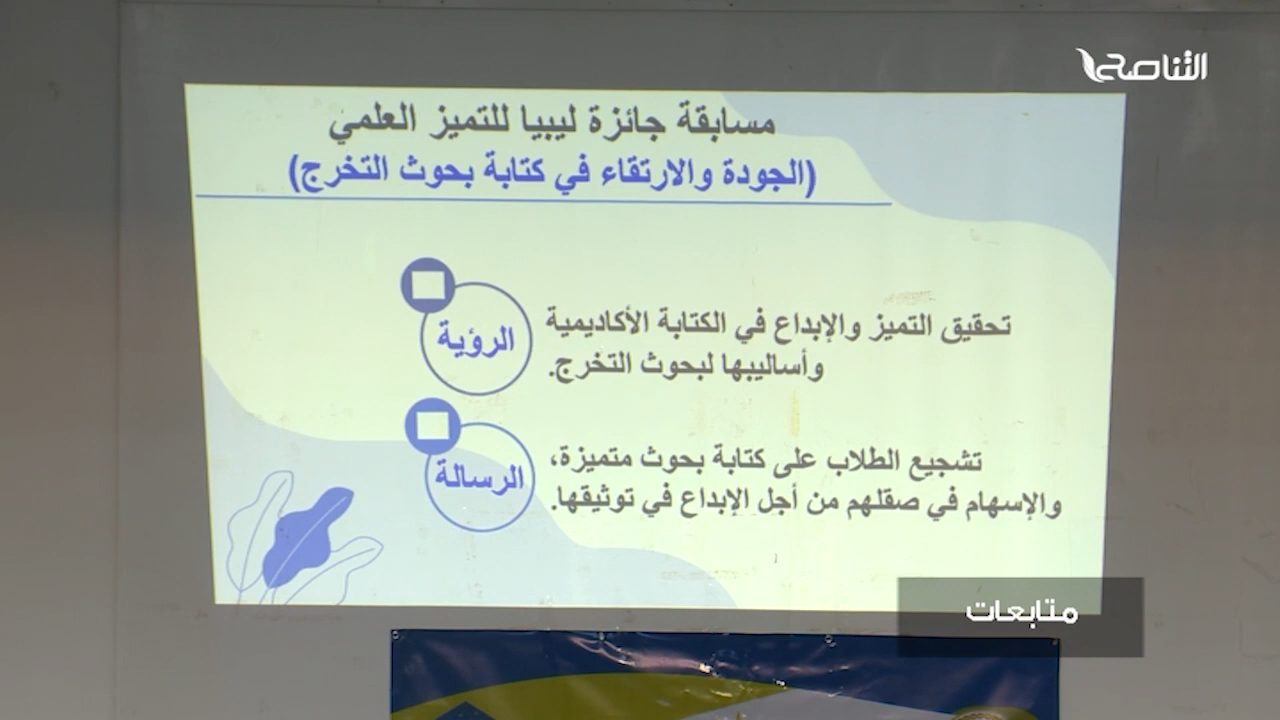 التناصح
مسابقة جائزة ليبيا للتميز العلمي
(الجودة والارتقاء في كتابة بحوث التخرج)
الرؤية
تحقيق التميز والإبداع في الكتابة الأكاديمية
وأساليبها لبحوث التخرج.
الرسالة
تشجيع الطلاب على كتابة بحوث متميزة،
والإسهام في صقلهم من أجل الإبداع في توثيقها.
متابعات